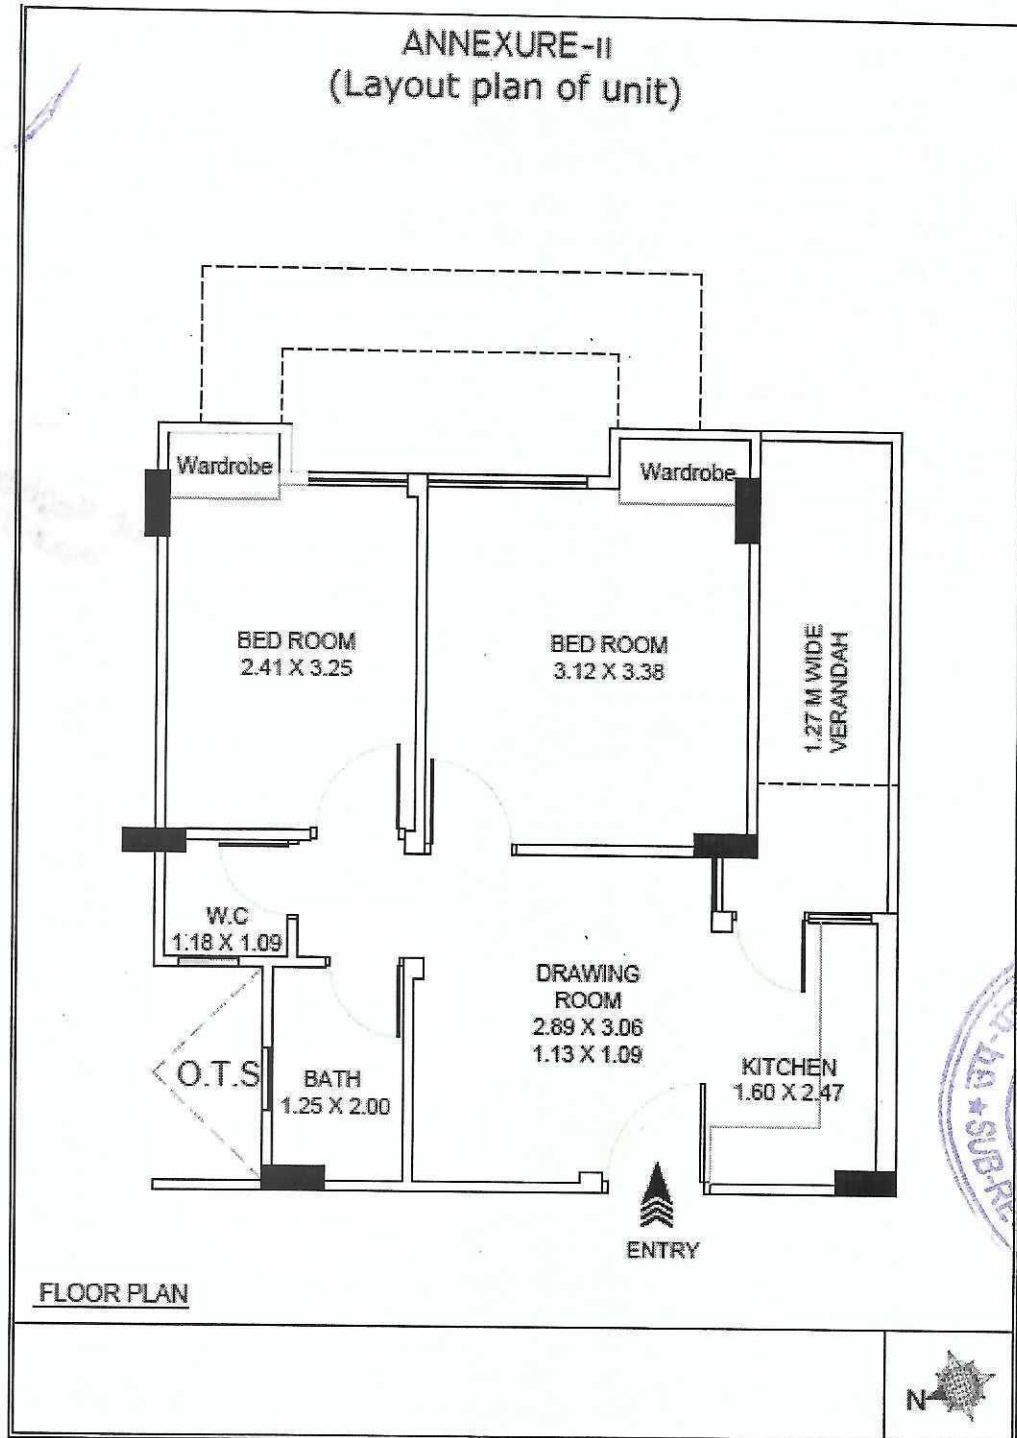 ANNEXURE-II
(Layout plan of unit)
Wardrobe
Wardrobe
BED ROOM
2.41 X 3.25
BED ROOM
3.12 X 3.38
1.27 M WIDE
VERANDAH
W.C
1.18 X 1.09
DRAWING
ROOM
2.89 X 3.06
1.13 X 1.09
O.T.S
BATH
1.25 X 2.00
KITCHEN
1.60 X 2.47
ENTRY
FLOOR PLAN
N